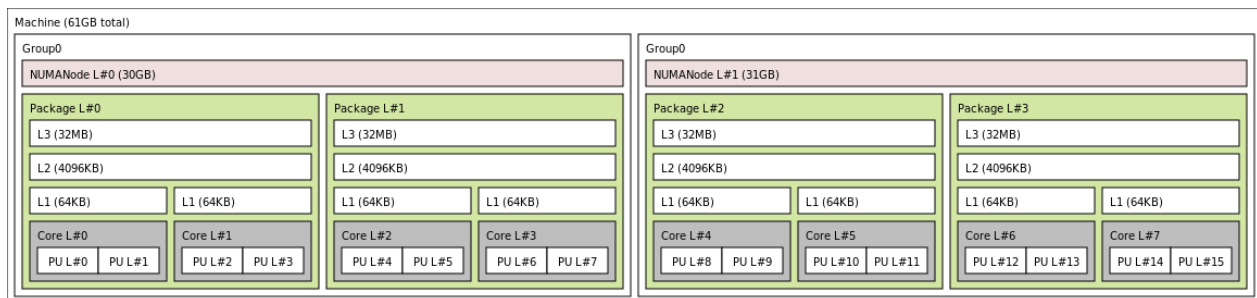 Machine (61GB total)
Group0
NUMANode L#0 (30GB)
Package L#0
L3 (32MB)
L2 (4096KB)
L1 (64KB)
L1 (64KB)
Core L#0
PU L#0
PU L#1
Core L#1
PU L#2
PU L#3
Package L#1
L3 (32MB)
L2 (4096KB)
L1 (64KB)
L1 (64KB)
Core L#2
PU L#4
PU L#5
Core L#3
PU L#6
PU L#7
Group0
NUMANode L#1 (31GB)
Package L#2
L3 (32MB)
L2 (4096KB)
L1 (64KB)
L1 (64KB)
Core L#4
PU L#8
PU L#9
Core L#5
PU L#10
PU L#11
Package L#3
L3 (32MB)
L2 (4096KB)
L1 (64KB)
L1 (64KB)
Core L#6
PU L#12
PU L#13
Core L#7
PU L#14
PU L#15